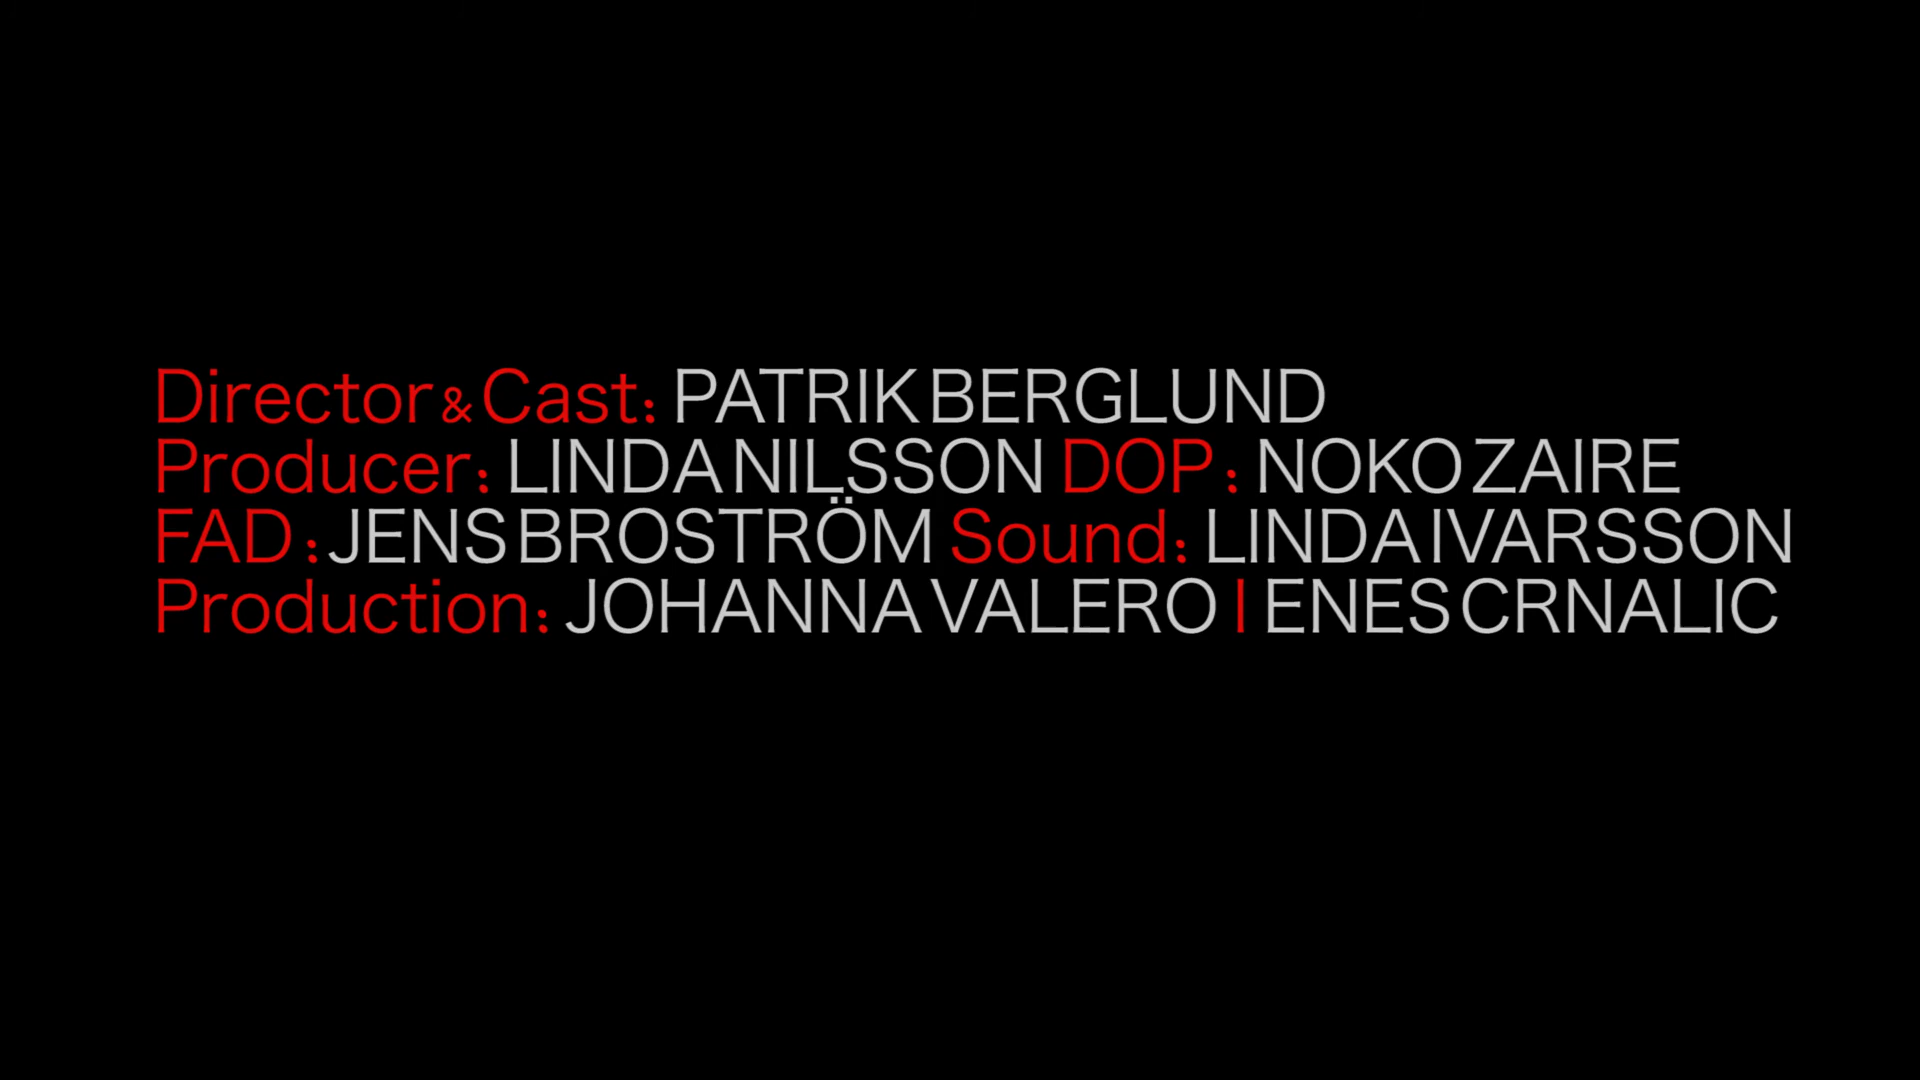 Director & Cast: PATRIK BERGLUND
Producer: LINDA NILSSON DOP: NOKO ZAIRE
FAD: JENS BROSTRÖM Sound: LINDA IVARSSON
Production: JOHANNA VALERO | ENES CRNALIC